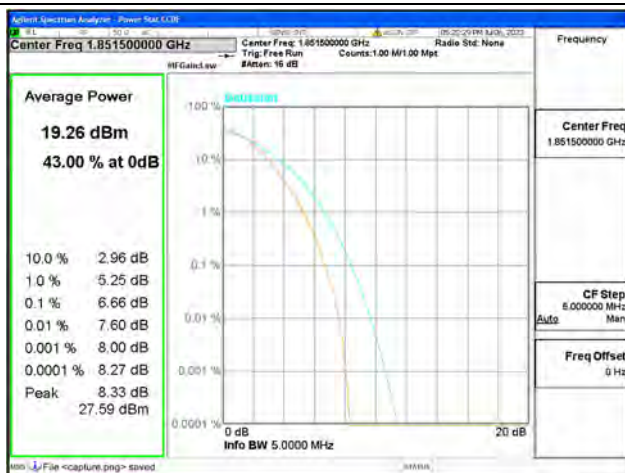 Agilent Spectrum Analyzer - Power Stat CCDF
Center Freq 1.851500000 GHz
Center Freq: 1.851500000 GHz
Radio Std: None
Trig: Free Run
Counts:1.00 M/1.00 Mpt
#Atten: 16 dB
Frequency
Average Power
19.26 dBm
43.00 % at 0dB
10.0 % 2.96 dB
1.0 % 5.25 dB
0.1 % 6.66 dB
0.01 % 7.60 dB
0.001 % 8.00 dB
0.0001 % 8.27 dB
Peak 8.33 dB
27.59 dBm
100 %
Gaussian
10 %
1 %
0.1 %
0.01 %
0.001 %
0.0001 %
0 dB
20 dB
Info BW 5.0000 MHz
Center Freq
1.851500000 GHz
CF Step
5.000000 MHz
Auto Man
Freq Offset
0 Hz
MSG File <capture.png> saved
STATUS